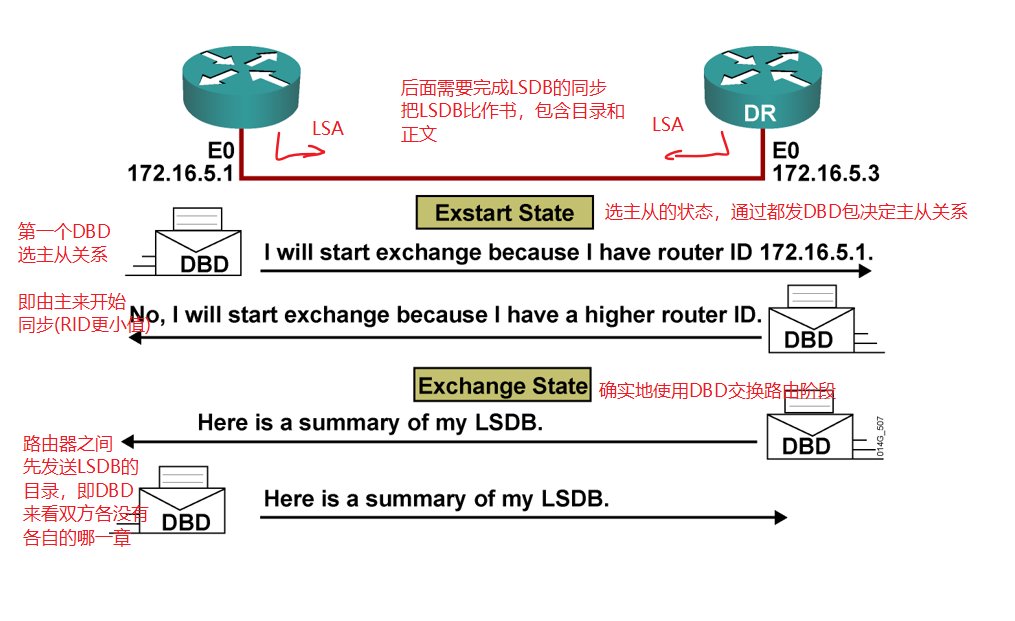 后面需要完成LSDB的同步
把LSDB比作书，包含目录和
正文
LSA
LSA
DR
E0
172.16.5.1
E0
172.16.5.3
Exstart State
选主从的状态，通过都发DBD包决定主从关系
第一个DBD
选主从关系
DBD
I will start exchange because I have router ID 172.16.5.1.
即由主来开始
同步(RID更小值)
No, I will start exchange because I have a higher router ID.
DBD
Exchange State
确实地使用DBD交换路由阶段
Here is a summary of my LSDB.
DBD
014G_507
路由器之间
先发送LSDB的
目录，即DBD
来看双方各没有
各自的哪一章
DBD
Here is a summary of my LSDB.